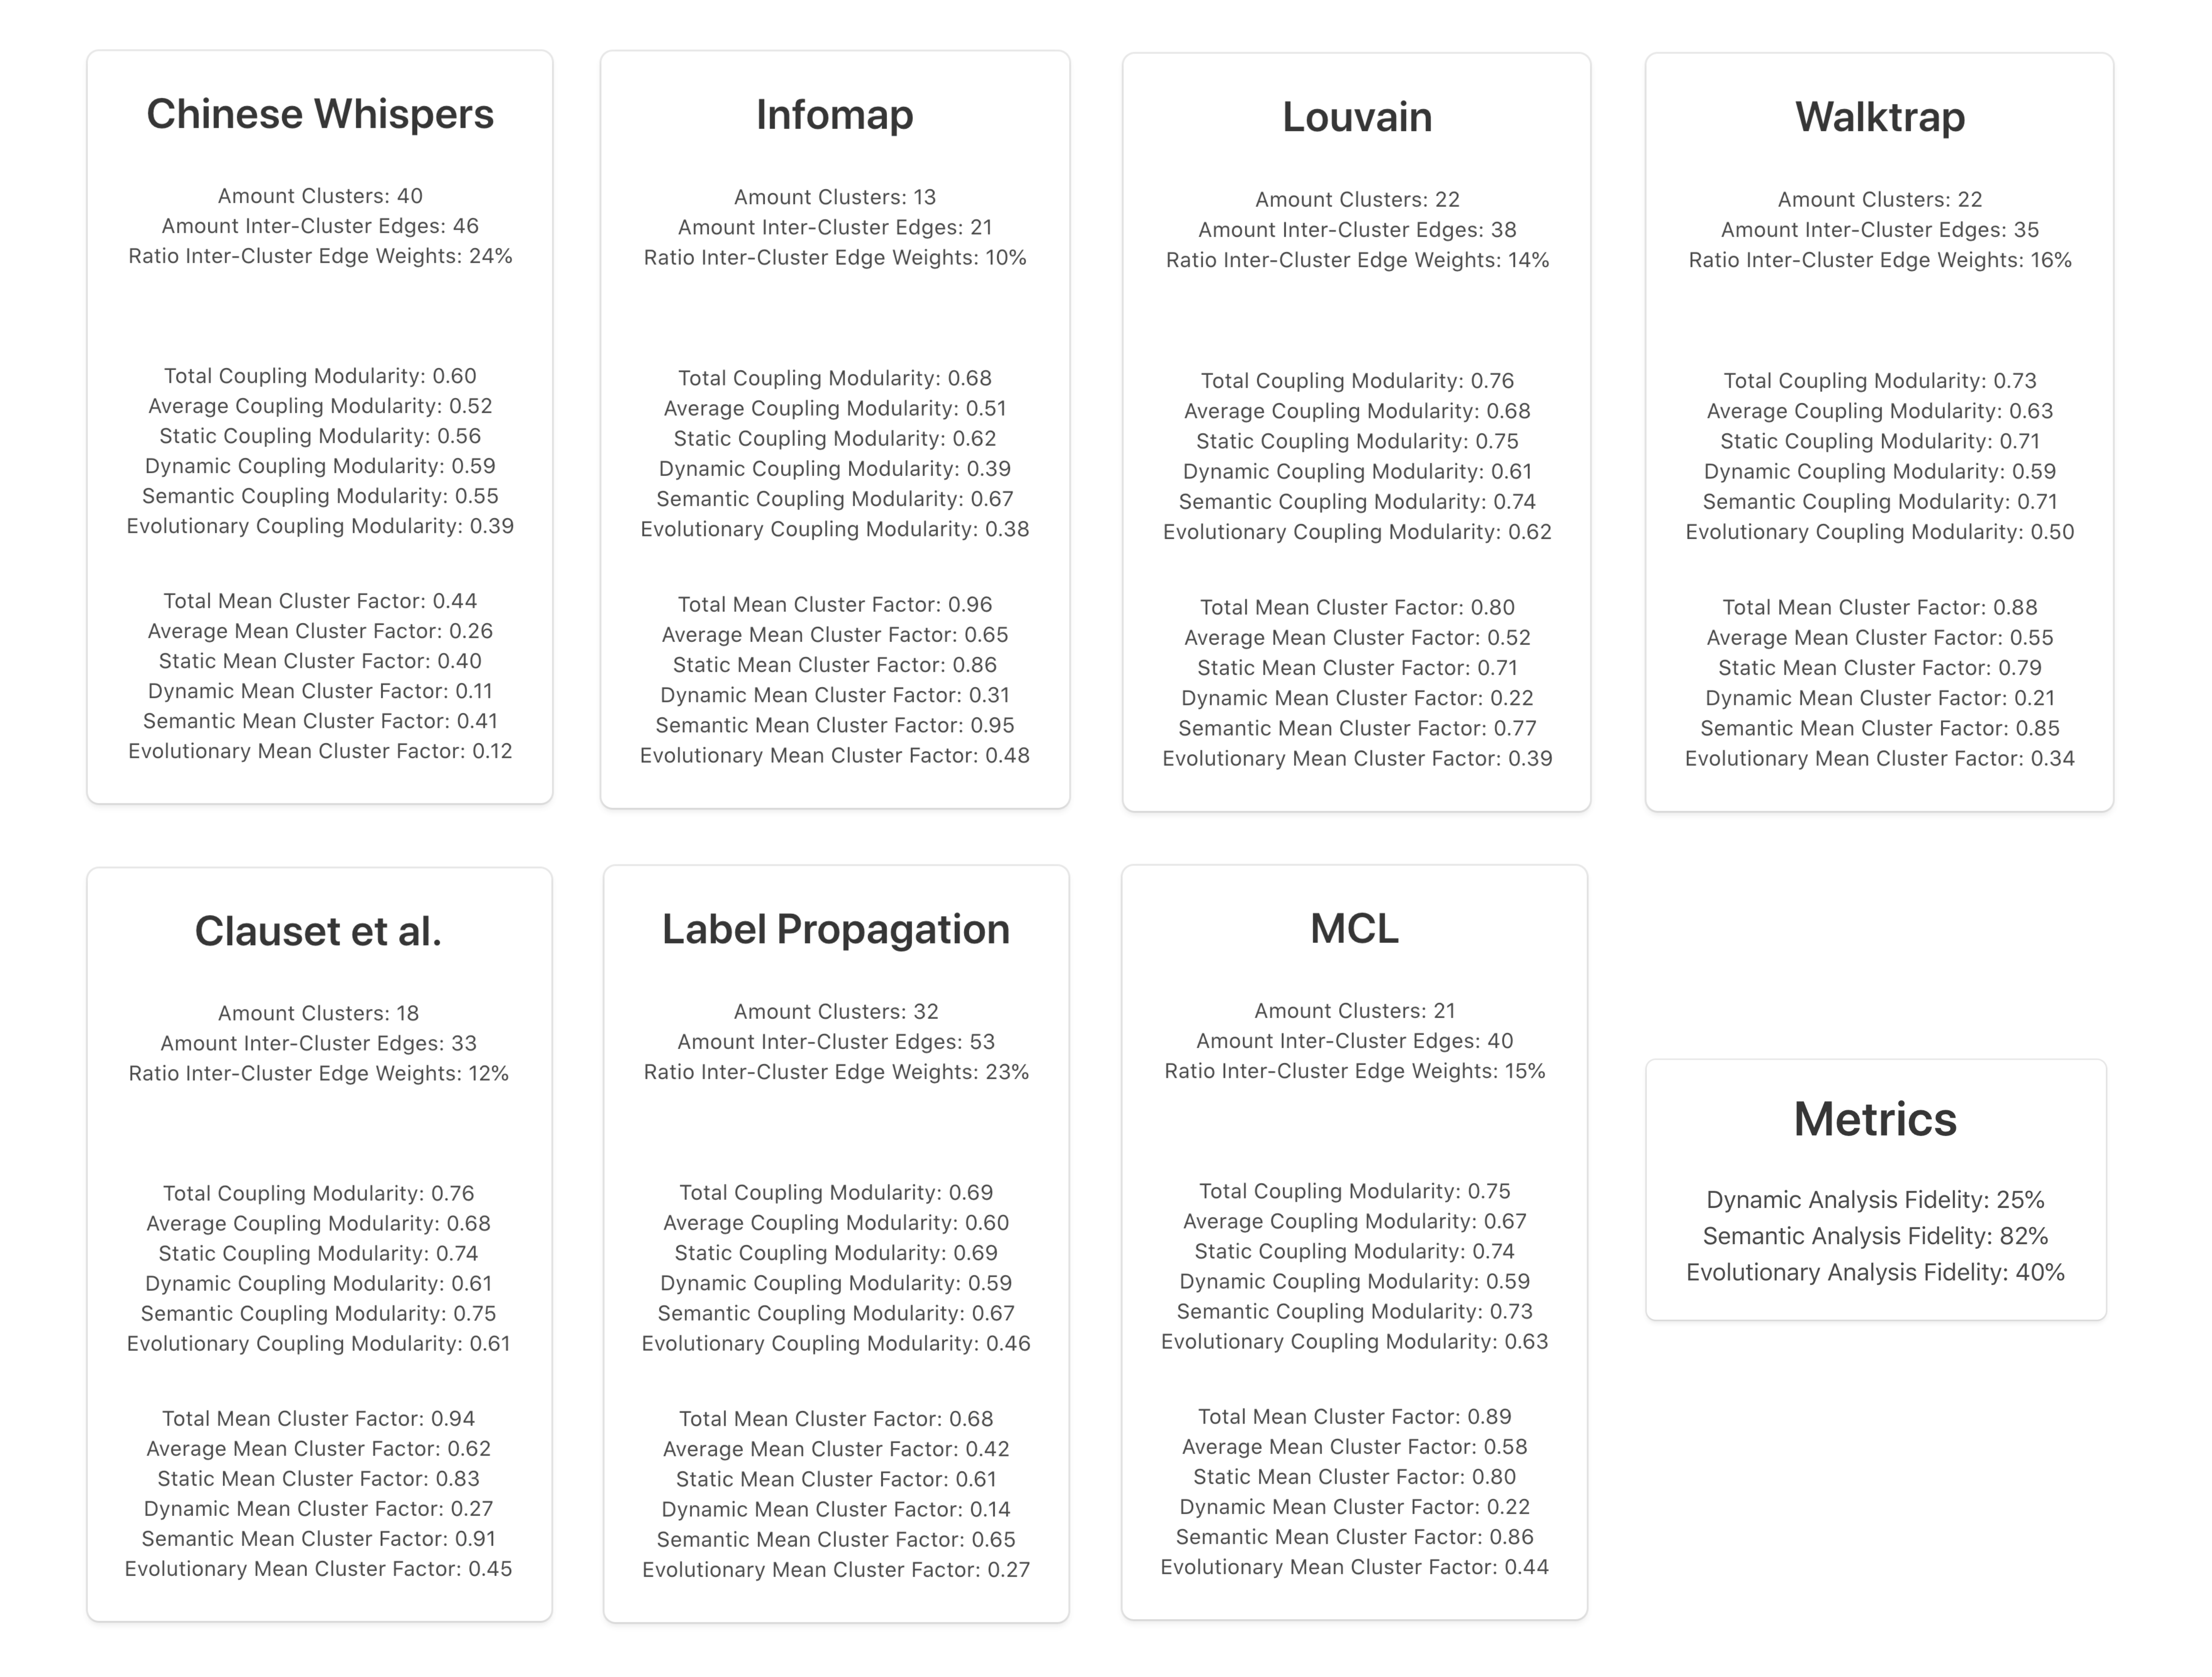 Chinese Whispers
Amount Clusters: 40
Amount Inter-Cluster Edges: 46
Ratio Inter-Cluster Edge Weights: 24%
Total Coupling Modularity: 0.60
Average Coupling Modularity: 0.52
Static Coupling Modularity: 0.56
Dynamic Coupling Modularity: 0.59
Semantic Coupling Modularity: 0.55
Evolutionary Coupling Modularity: 0.39
Total Mean Cluster Factor: 0.44
Average Mean Cluster Factor: 0.26
Static Mean Cluster Factor: 0.40
Dynamic Mean Cluster Factor: 0.11
Semantic Mean Cluster Factor: 0.41
Evolutionary Mean Cluster Factor: 0.12
Infomap
Amount Clusters: 13
Amount Inter-Cluster Edges: 21
Ratio Inter-Cluster Edge Weights: 10%
Total Coupling Modularity: 0.68
Average Coupling Modularity: 0.51
Static Coupling Modularity: 0.62
Dynamic Coupling Modularity: 0.39
Semantic Coupling Modularity: 0.67
Evolutionary Coupling Modularity: 0.38
Total Mean Cluster Factor: 0.96
Average Mean Cluster Factor: 0.65
Static Mean Cluster Factor: 0.86
Dynamic Mean Cluster Factor: 0.31
Semantic Mean Cluster Factor: 0.95
Evolutionary Mean Cluster Factor: 0.48
Louvain
Amount Clusters: 22
Amount Inter-Cluster Edges: 38
Ratio Inter-Cluster Edge Weights: 14%
Total Coupling Modularity: 0.76
Average Coupling Modularity: 0.68
Static Coupling Modularity: 0.75
Dynamic Coupling Modularity: 0.61
Semantic Coupling Modularity: 0.74
Evolutionary Coupling Modularity: 0.62
Total Mean Cluster Factor: 0.80
Average Mean Cluster Factor: 0.52
Static Mean Cluster Factor: 0.71
Dynamic Mean Cluster Factor: 0.22
Semantic Mean Cluster Factor: 0.77
Evolutionary Mean Cluster Factor: 0.39
Walktrap
Amount Clusters: 22
Amount Inter-Cluster Edges: 35
Ratio Inter-Cluster Edge Weights: 16%
Total Coupling Modularity: 0.73
Average Coupling Modularity: 0.63
Static Coupling Modularity: 0.71
Dynamic Coupling Modularity: 0.59
Semantic Coupling Modularity: 0.71
Evolutionary Coupling Modularity: 0.50
Total Mean Cluster Factor: 0.88
Average Mean Cluster Factor: 0.55
Static Mean Cluster Factor: 0.79
Dynamic Mean Cluster Factor: 0.21
Semantic Mean Cluster Factor: 0.85
Evolutionary Mean Cluster Factor: 0.34
Clauset et al.
Amount Clusters: 18
Amount Inter-Cluster Edges: 33
Ratio Inter-Cluster Edge Weights: 12%
Total Coupling Modularity: 0.76
Average Coupling Modularity: 0.68
Static Coupling Modularity: 0.74
Dynamic Coupling Modularity: 0.61
Semantic Coupling Modularity: 0.75
Evolutionary Coupling Modularity: 0.61
Total Mean Cluster Factor: 0.94
Average Mean Cluster Factor: 0.62
Static Mean Cluster Factor: 0.83
Dynamic Mean Cluster Factor: 0.27
Semantic Mean Cluster Factor: 0.91
Evolutionary Mean Cluster Factor: 0.45
Label Propagation
Amount Clusters: 32
Amount Inter-Cluster Edges: 53
Ratio Inter-Cluster Edge Weights: 23%
Total Coupling Modularity: 0.69
Average Coupling Modularity: 0.60
Static Coupling Modularity: 0.69
Dynamic Coupling Modularity: 0.59
Semantic Coupling Modularity: 0.67
Evolutionary Coupling Modularity: 0.46
Total Mean Cluster Factor: 0.68
Average Mean Cluster Factor: 0.42
Static Mean Cluster Factor: 0.61
Dynamic Mean Cluster Factor: 0.14
Semantic Mean Cluster Factor: 0.65
Evolutionary Mean Cluster Factor: 0.27
MCL
Amount Clusters: 21
Amount Inter-Cluster Edges: 40
Ratio Inter-Cluster Edge Weights: 15%
Total Coupling Modularity: 0.75
Average Coupling Modularity: 0.67
Static Coupling Modularity: 0.74
Dynamic Coupling Modularity: 0.59
Semantic Coupling Modularity: 0.73
Evolutionary Coupling Modularity: 0.63
Total Mean Cluster Factor: 0.89
Average Mean Cluster Factor: 0.58
Static Mean Cluster Factor: 0.80
Dynamic Mean Cluster Factor: 0.22
Semantic Mean Cluster Factor: 0.86
Evolutionary Mean Cluster Factor: 0.44
Metrics
Dynamic Analysis Fidelity: 25%
Semantic Analysis Fidelity: 82%
Evolutionary Analysis Fidelity: 40%